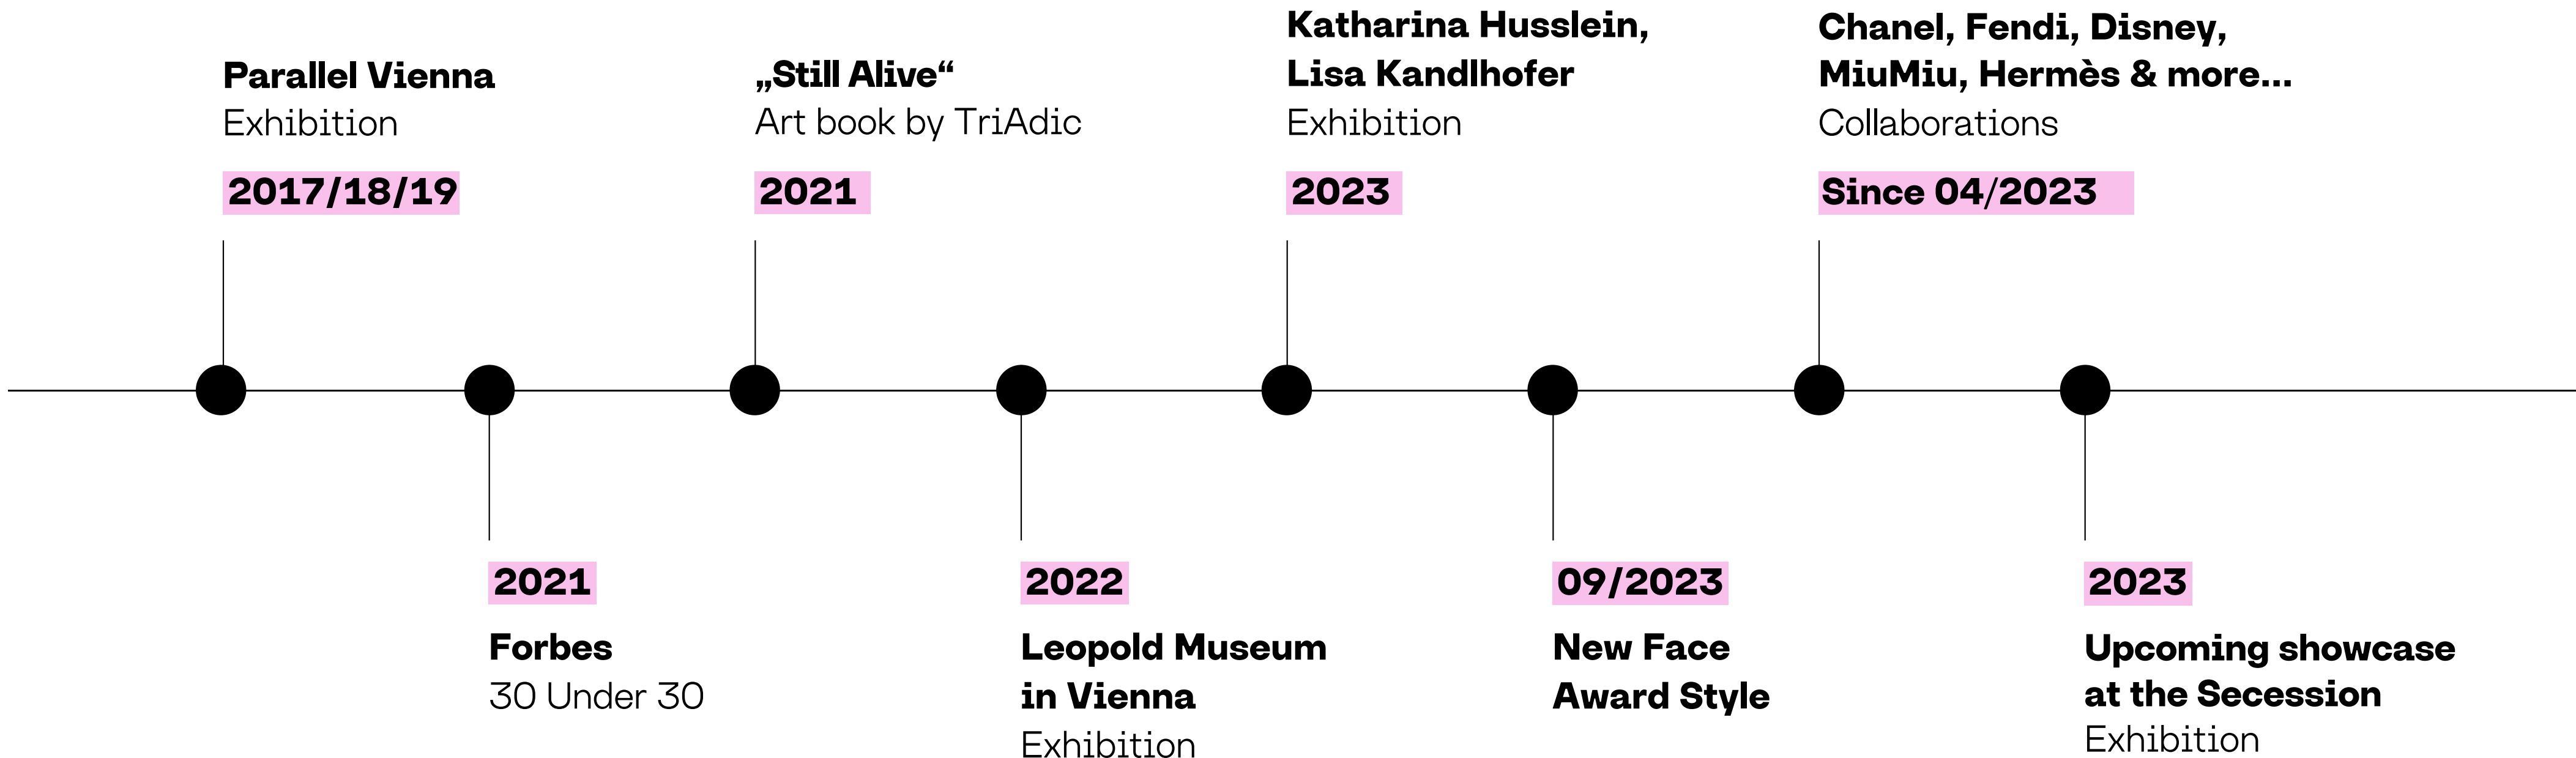 Parallel Vienna
Exhibition
2017/18/19
„Still Alive“
Art book by TriAdic
2021
Katharina Husslein,
Lisa Kandlhofer
Exhibition
2023
Chanel, Fendi, Disney,
MiuMiu, Hermès & more...
Collaborations
Since 04/2023
2021
Forbes
30 Under 30
2022
Leopold Museum
in Vienna
Exhibition
09/2023
New Face
Award Style
2023
Upcoming showcase
at the Secession
Exhibition